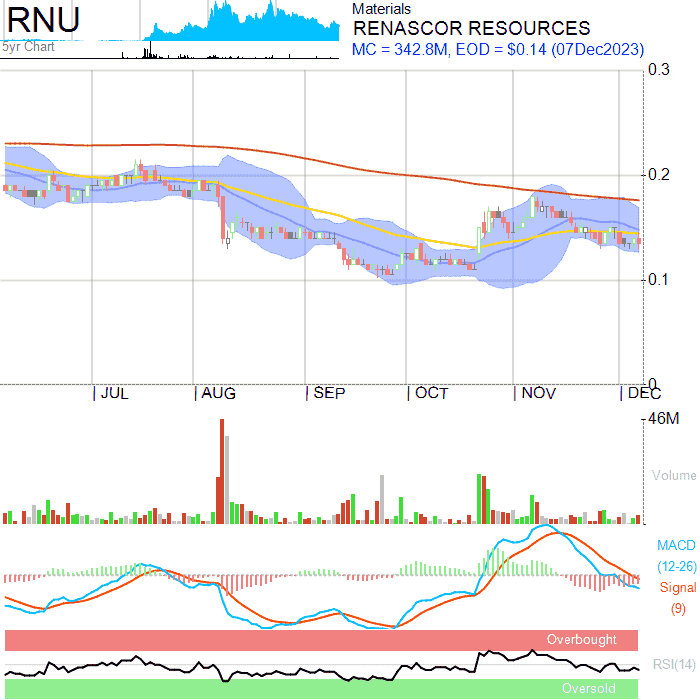 RNU
5yr Chart
Materials
RENASCOR RESOURCES
MC = 342.8M, EOD = $0.14 (07Dec2023)
0.3
0.2
0.1
0
JUL AUG SEP OCT NOV DEC
46M
Volume
MACD
(12-26)
Signal
(9)
Overbought
RSI(14)
Oversold